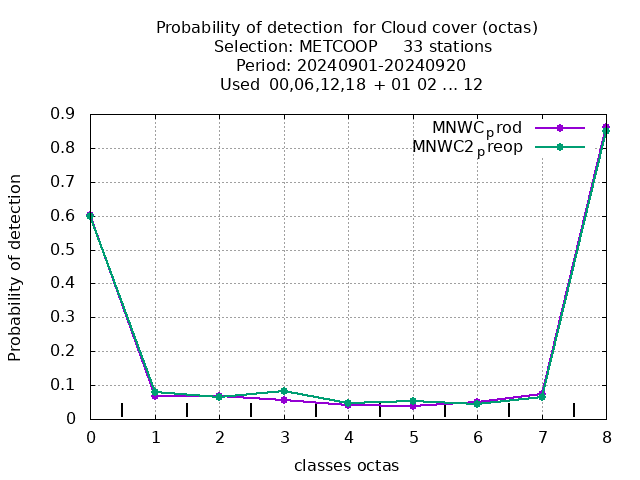 Probability of detection for Cloud cover (octas)
Selection: METCOOP 33 stations
Period: 20240901-20240920
Used 00,06,12,18 + 01 02 ... 12
MNWC_prod
MNWC2_preop
Probability of detection
0.9
0.8
0.7
0.6
0.5
0.4
0.3
0.2
0.1
0
0 1 2 3 4 5 6 7 8
classes octas